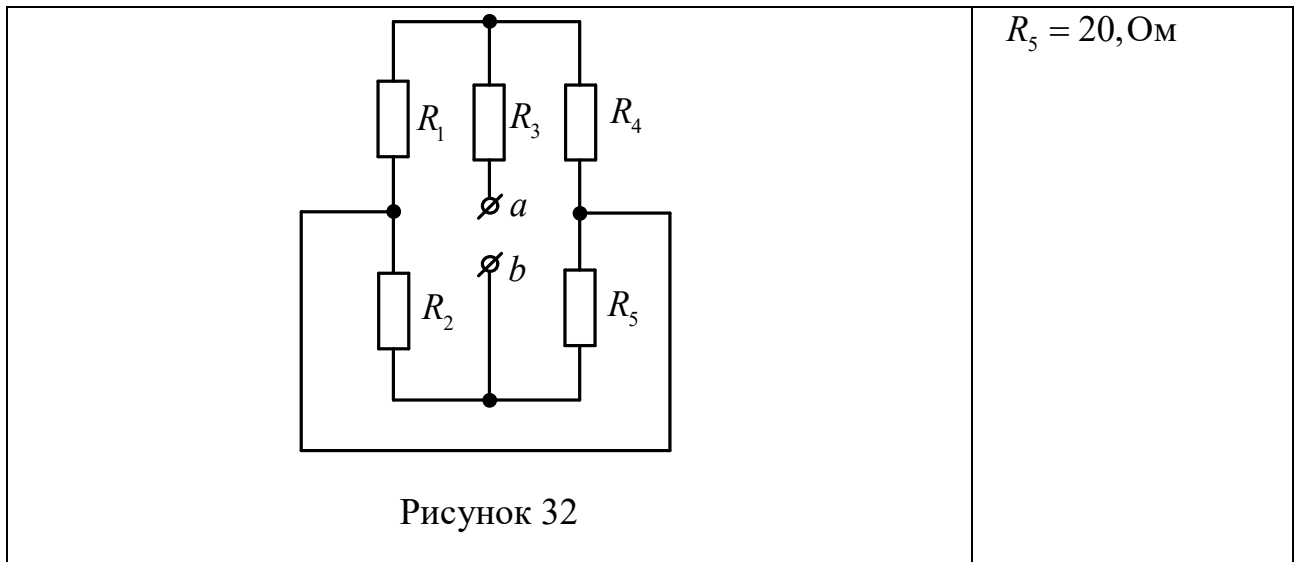 R₅ = 20, Ом
R₁
R₃
R₄
a
b
R₂
R₅
Рисунок 32